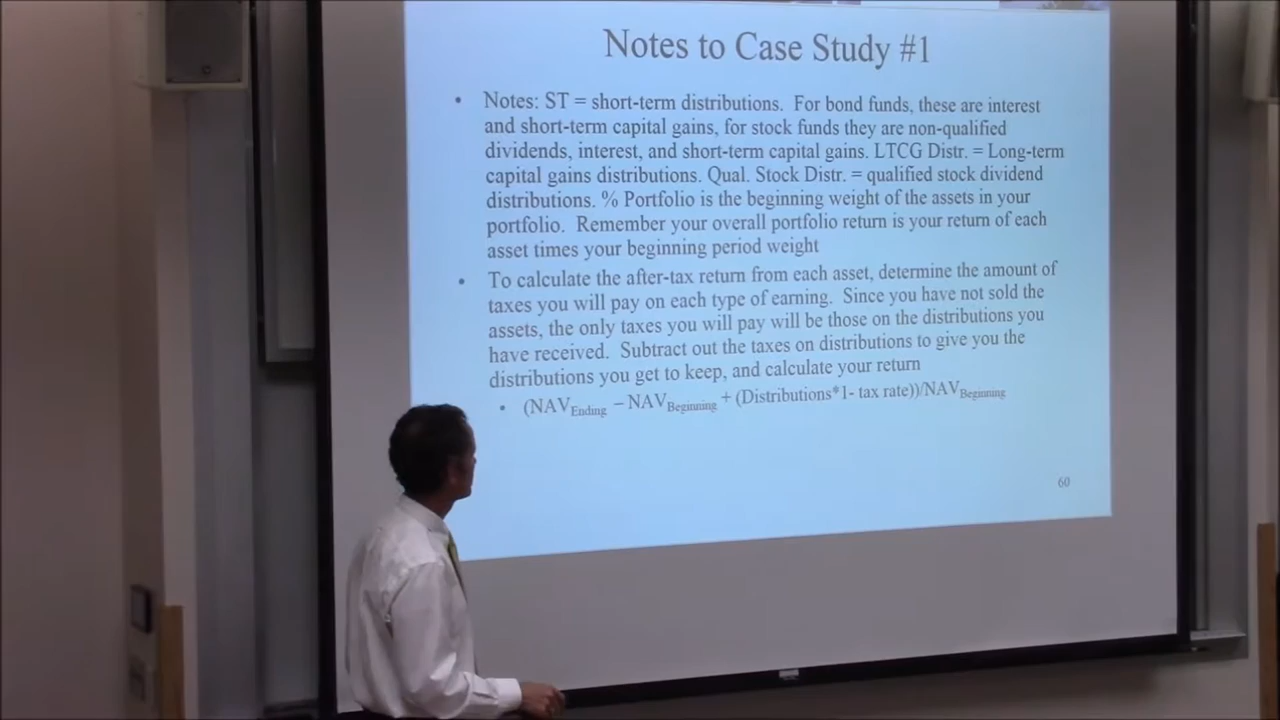 Notes to Case Study #1
• Notes: ST = short-term distributions. For bond funds, these are interest
and short-term capital gains, for stock funds they are non-qualified
dividends, interest, and short-term capital gains. LTCG Distr. = Long-term
capital gains distributions. Qual. Stock Distr. = qualified stock dividend
distributions. % Portfolio is the beginning weight of the assets in your
portfolio. Remember your overall portfolio return is your return of each
asset times your beginning period weight
• To calculate the after-tax return from each asset, determine the amount of
taxes you will pay on each type of earning. Since you have not sold the
assets, the only taxes you will pay will be those on the distributions you
have received. Subtract out the taxes on distributions to give you the
distributions you get to keep, and calculate your return
• (NAVEnding – NAVBeginning + (Distributions*1- tax rate))/NAVBeginning
60